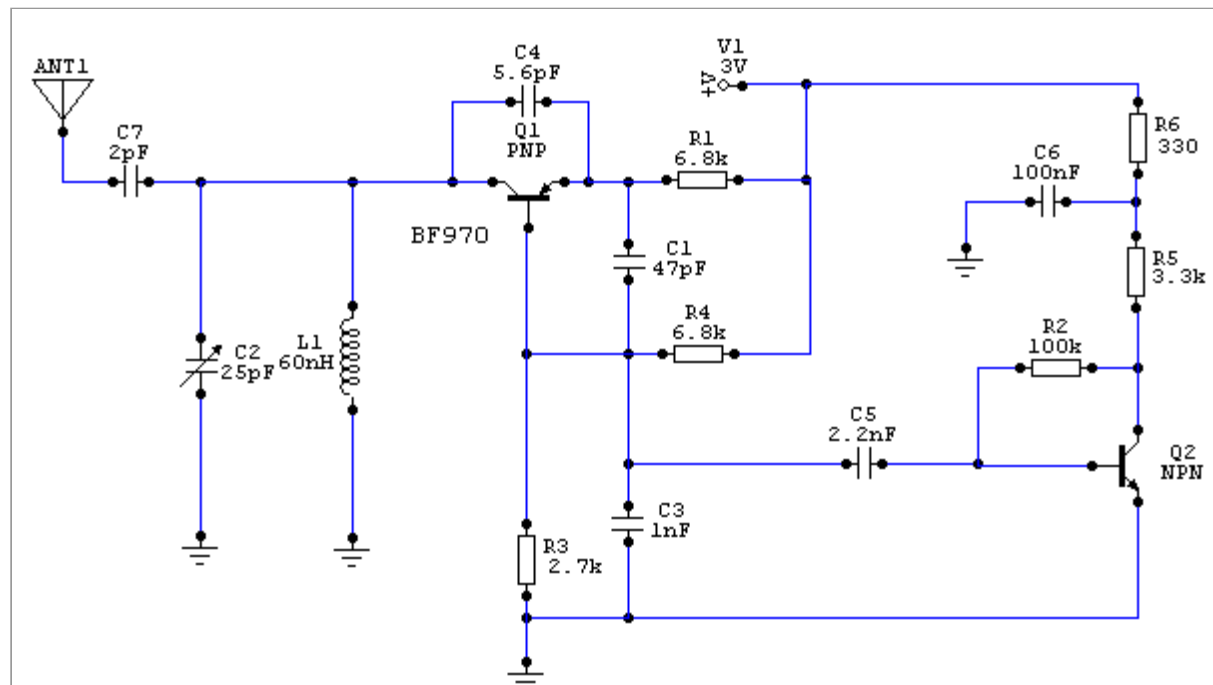 ANT1
C7
2pF
C4
5.6pF
Q1
PNP
BF970
V1
3V
+V
R1
6.8k
R6
330
C6
100nF
C1
47pF
R5
3.3k
R4
6.8k
C2
25pF
L1
60nH
R2
100k
C5
2.2nF
Q2
NPN
C3
1nF
R3
2.7k